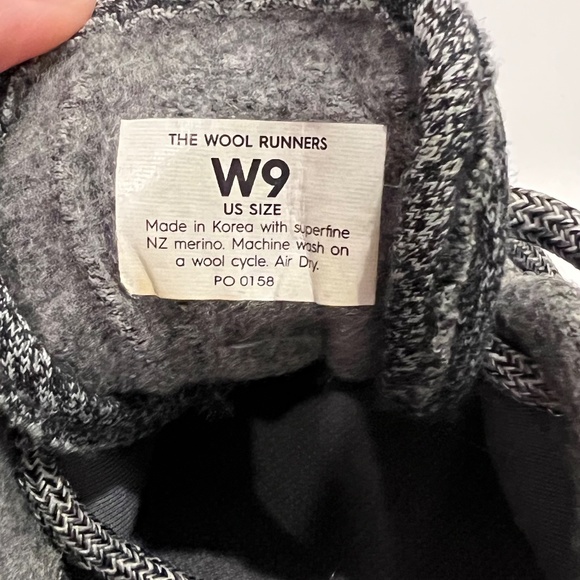 THE WOOL RUNNERS
W9
US SIZE
Made in Korea with superfine
NZ merino. Machine wash on
a wool cycle. Air Dry.
PO 0158